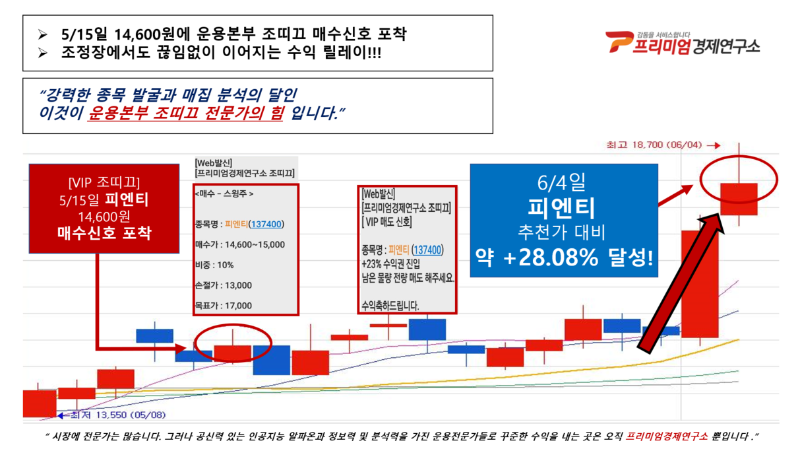 ➢ 5/15일 14,600원에 운용본부 조띠끄 매수신호 포착
➢ 조정장에서도 끊임없이 이어지는 수익 릴레이!!!
감동을 서비스합니다
프리미엄경제연구소
“강력한 종목 발굴과 매집 분석의 달인
이것이 운용본부 조띠끄 전문가의 힘 입니다.”
최고 18,700 (06/04)
[VIP 조띠끄]
5/15일 피엔티
14,600원
매수신호 포착
[Web발신]
[프리미엄경제연구소 조띠끄]
<매수 - 스윙주 >
종목명 : 피엔티(137400)
매수가 : 14,600~15,000
비중 : 10%
손절가 : 13,000
목표가 : 17,000
[Web발신]
[프리미엄경제연구소 조띠끄]
[ VIP 매도 신호]
종목명 : 피엔티 (137400)
+23% 수익권 진입
남은 물량 전량 매도 해주세요.
수익축하드립니다.
6/4일
피엔티
추천가 대비
약 +28.08% 달성!
최저 13,550 (05/08)
“ 시장에 전문가는 많습니다. 그러나 공신력 있는 인공지능 알파온과 정보력 및 분석력을 가진 운용전문가들로 꾸준한 수익을 내는 곳은 오직 프리미엄경제연구소 뿐입니다 .”